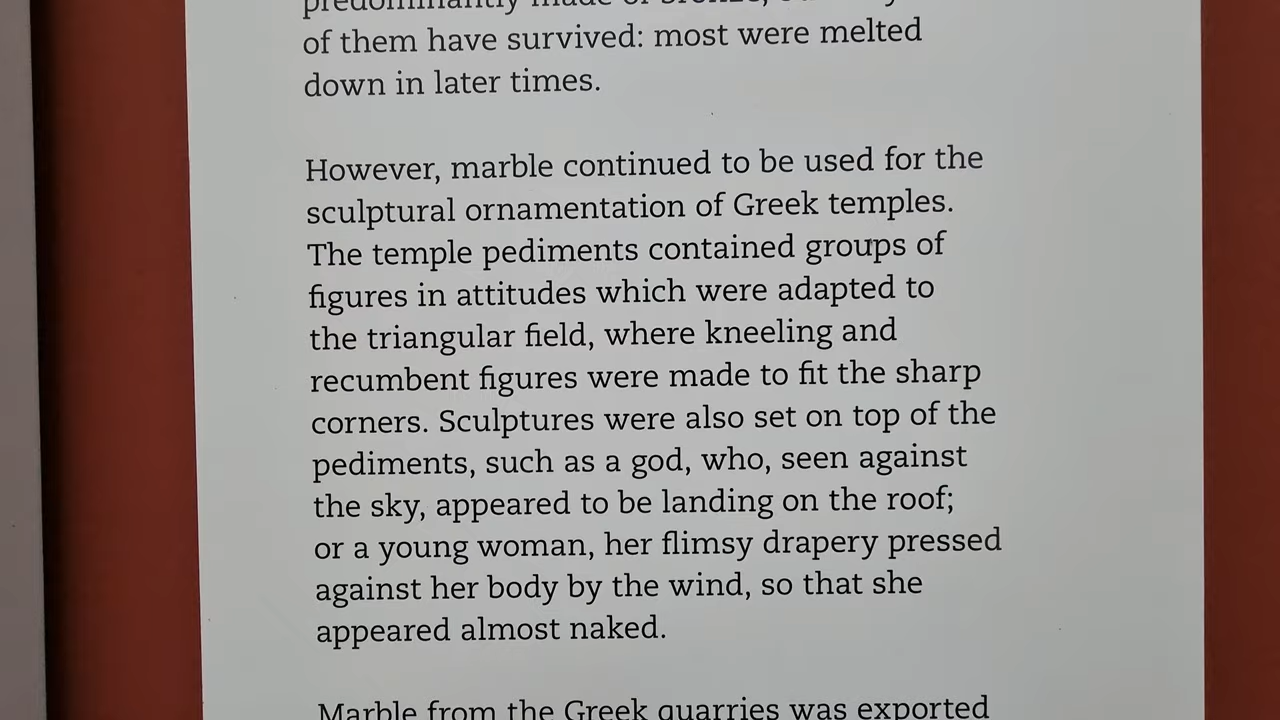 predominantly made of bronze,
of them have survived: most were melted
down in later times.
However, marble continued to be used for the
sculptural ornamentation of Greek temples.
The temple pediments contained groups of
figures in attitudes which were adapted to
the triangular field, where kneeling and
recumbent figures were made to fit the sharp
corners. Sculptures were also set on top of the
pediments, such as a god, who, seen against
the sky, appeared to be landing on the roof;
or a young woman, her flimsy drapery pressed
against her body by the wind, so that she
appeared almost naked.
Marble from the Greek quarries was exported